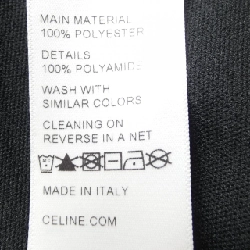 MAIN MATERIAL
100% POLYESTER
DETAILS
100% POLYAMIDE
WASH WITH
SIMILAR COLORS
CLEANING ON
REVERSE IN A NET
MADE IN ITALY
CELINE.COM